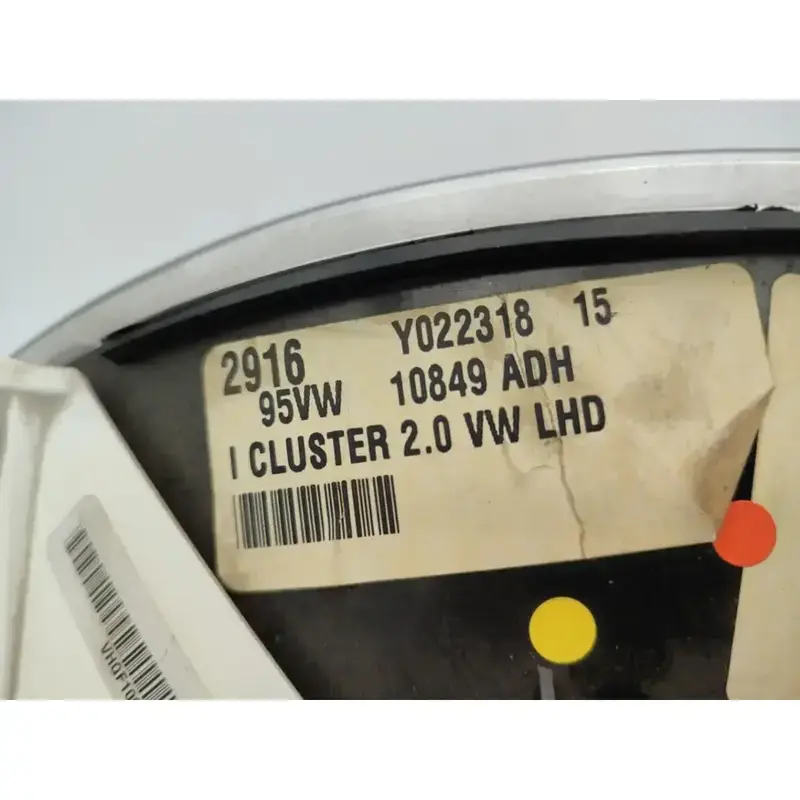 2916 Y022318 15
95VW 10849 ADH
I CLUSTER 2.0 VW LHD